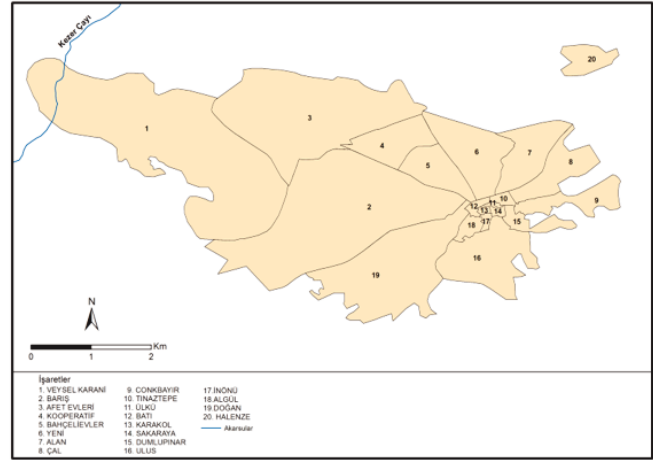 Kezer Çayı
20
1
3
4
5
6
7
8
9
2
10
11
12
13
14
15
17
18
16
19
N
0 1 2 Km
İşaretler
1. VEYSEL KARANİ
2. BARIŞ
3. AFET EVLERİ
4. KOOPERATİF
5. BAHÇELİEVLER
6. YENİ
7. ALAN
8. ÇAL
9. CONKBAYIR
10. TINAZTEPE
11. ÜLKÜ
12. BATI
13. KARAKOL
14. SAKARAYA
15. DUMLUPINAR
16. ULUS
17.İNÖNÜ
18.ALGÜL
19.DOĞAN
20. HALENZE
Akarsular